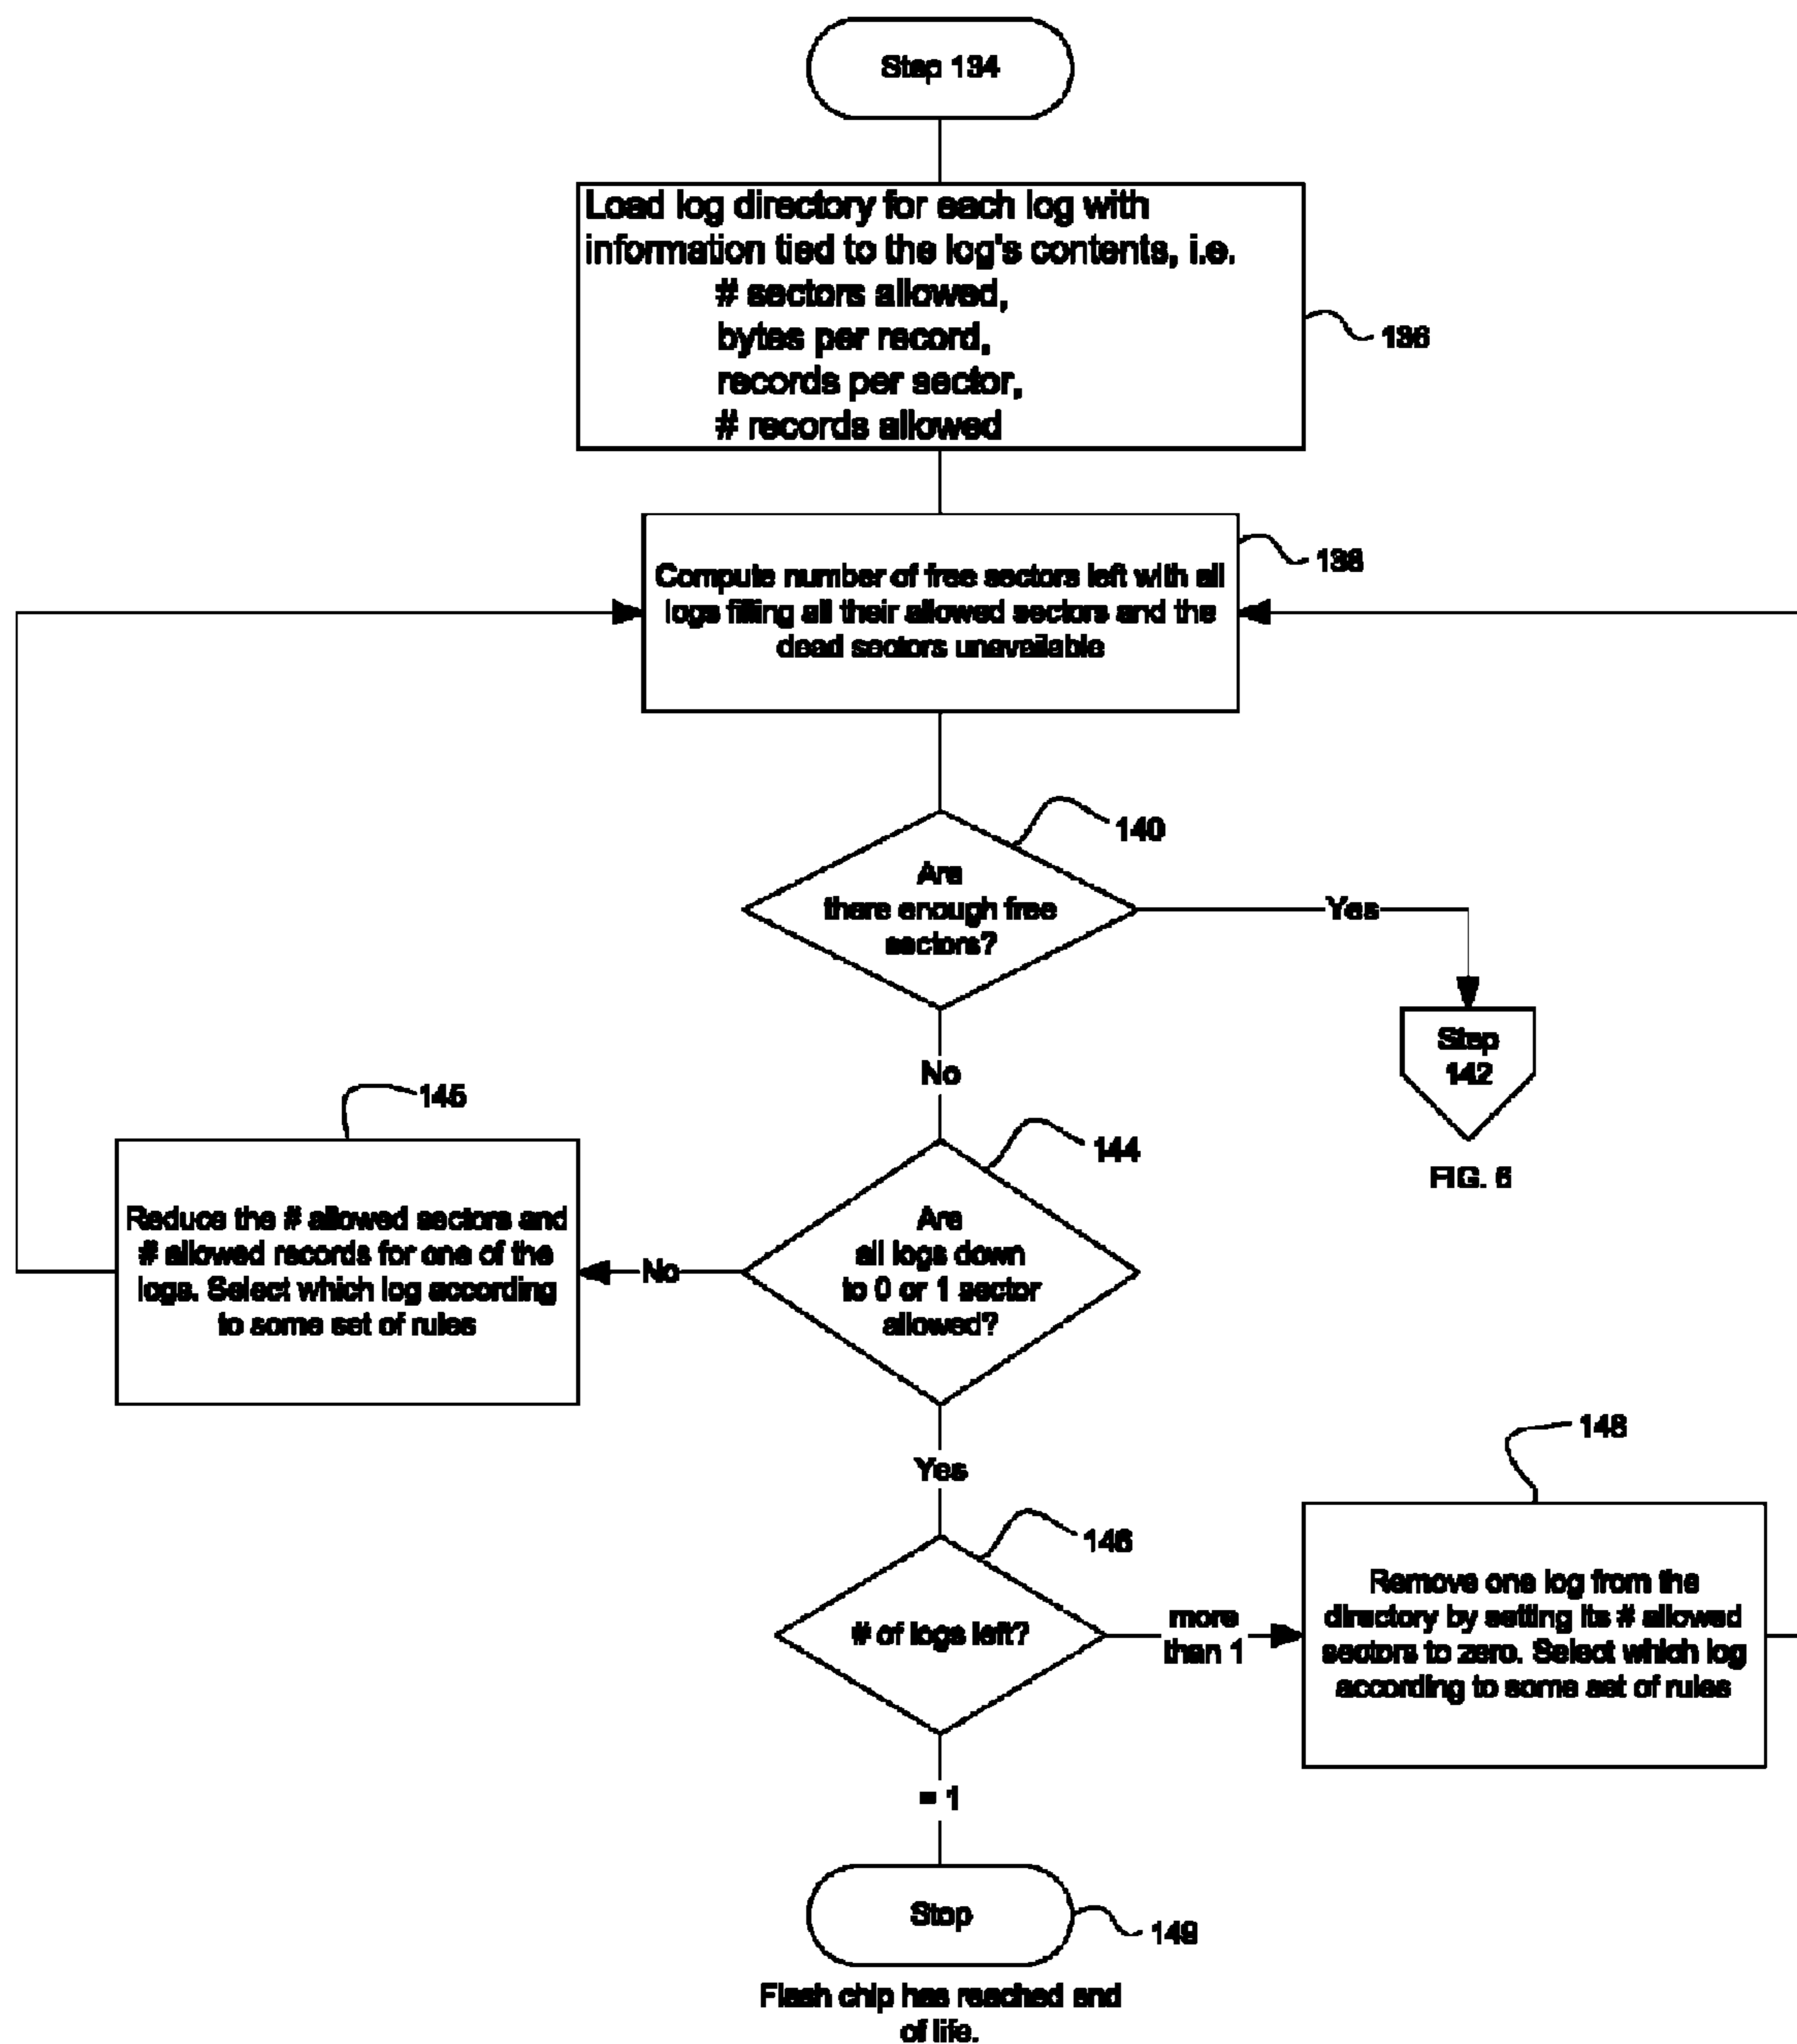 Step 134
Load log directory for each log with
information tied to the log's contents, i.e.
# sectors allowed,
bytes per record,
records per sector,
# records allowed
136
Compute number of free sectors left with all
logs filling all their allowed sectors and the
dead sectors unavailable
138
140
Are
there enough free
sectors?
Yes
Step
142
FIG. 6
No
145
Reduce the # allowed sectors and
# allowed records for one of the
logs. Select which log according
to some set of rules
No
144
Are
all logs down
to 0 or 1 sector
allowed?
Yes
146
# of logs left?
more
than 1
148
Remove one log from the
directory by setting its # allowed
sectors to zero. Select which log
according to some set of rules
= 1
Stop
149
Flash chip has reached end
of life.